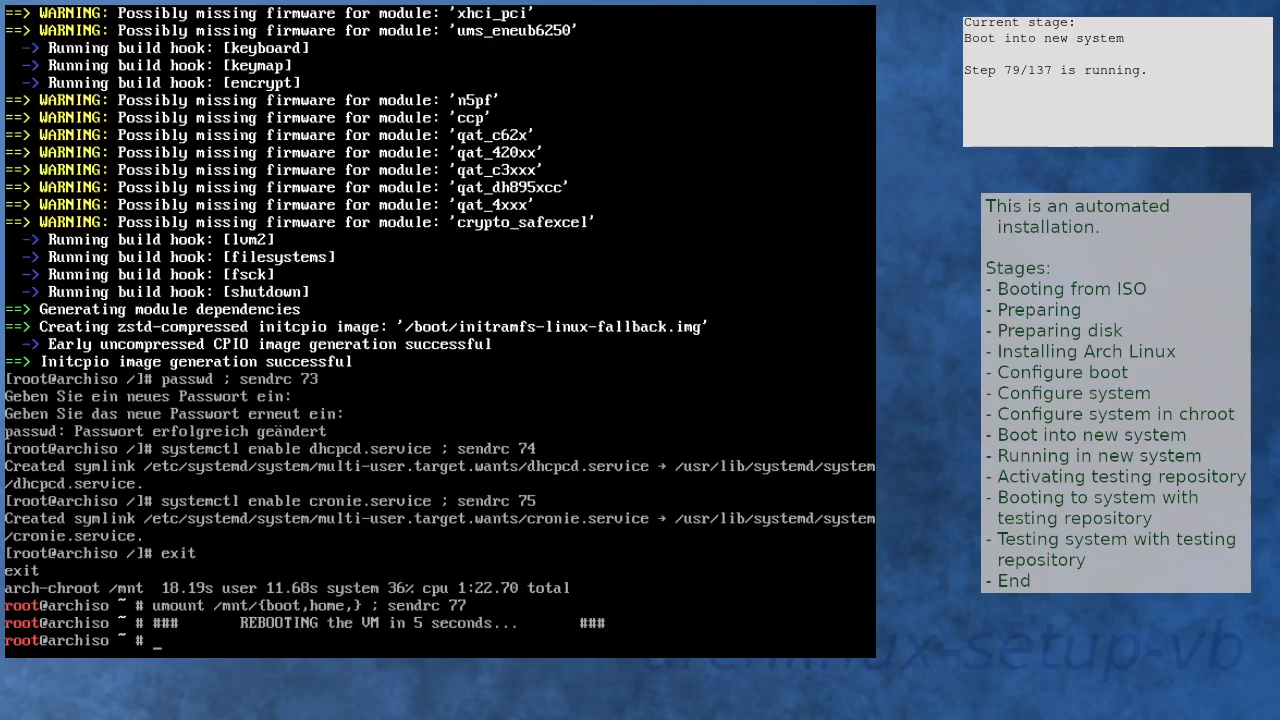 ==> WARNING: Possibly missing firmware for module: 'xhci_pci'
==> WARNING: Possibly missing firmware for module: 'ums_eneub6250'
  -> Running build hook: [keyboard]
  -> Running build hook: [keymap]
  -> Running build hook: [encrypt]
==> WARNING: Possibly missing firmware for module: 'n5pf'
==> WARNING: Possibly missing firmware for module: 'ccp'
==> WARNING: Possibly missing firmware for module: 'qat_c62x'
==> WARNING: Possibly missing firmware for module: 'qat_420xx'
==> WARNING: Possibly missing firmware for module: 'qat_c3xxx'
==> WARNING: Possibly missing firmware for module: 'qat_dh895xcc'
==> WARNING: Possibly missing firmware for module: 'qat_4xxx'
==> WARNING: Possibly missing firmware for module: 'crypto_safexcel'
  -> Running build hook: [lvm2]
  -> Running build hook: [filesystems]
  -> Running build hook: [fsck]
  -> Running build hook: [shutdown]
==> Generating module dependencies
==> Creating zstd-compressed initcpio image: '/boot/initramfs-linux-fallback.img'
  -> Early uncompressed CPIO image generation successful
==> Initcpio image generation successful
[root@archiso /]# passwd ; sendrc 73
Geben Sie ein neues Passwort ein:
Geben Sie das neue Passwort erneut ein:
passwd: Passwort erfolgreich geändert
[root@archiso /]# systemctl enable dhcpcd.service ; sendrc 74
Created symlink /etc/systemd/system/multi-user.target.wants/dhcpcd.service → /usr/lib/systemd/system
/dhcpcd.service.
[root@archiso /]# systemctl enable cronie.service ; sendrc 75
Created symlink /etc/systemd/system/multi-user.target.wants/cronie.service → /usr/lib/systemd/system
/cronie.service.
[root@archiso /]# exit
exit
arch-chroot /mnt  18.19s user 11.68s system 36% cpu 1:22.70 total
root@archiso ~ # umount /mnt/{boot,home,} ; sendrc 77
root@archiso ~ # ###       REBOOTING the VM in 5 seconds...       ###
root@archiso ~ # _
Current stage:
Boot into new system
Step 79/137 is running.
This is an automated
installation.
Stages:
- Booting from ISO
- Preparing
- Preparing disk
- Installing Arch Linux
- Configure boot
- Configure system
- Configure system in chroot
- Boot into new system
- Running in new system
- Activating testing repository
- Booting to system with
testing repository
- Testing system with testing
repository
- End
archlinux-setup-vb